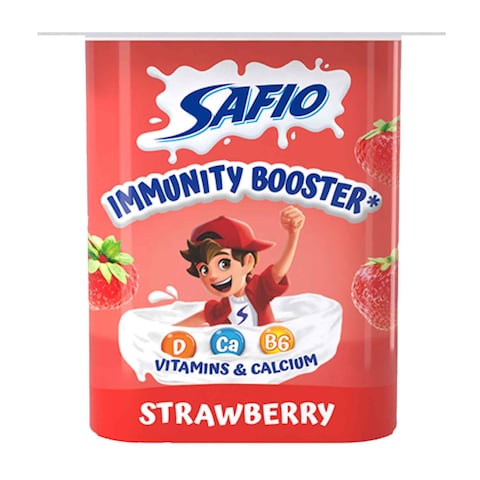 SAFIO
IMMUNITY BOOSTER*
S
D Ca B6
VITAMINS & CALCIUM
STRAWBERRY